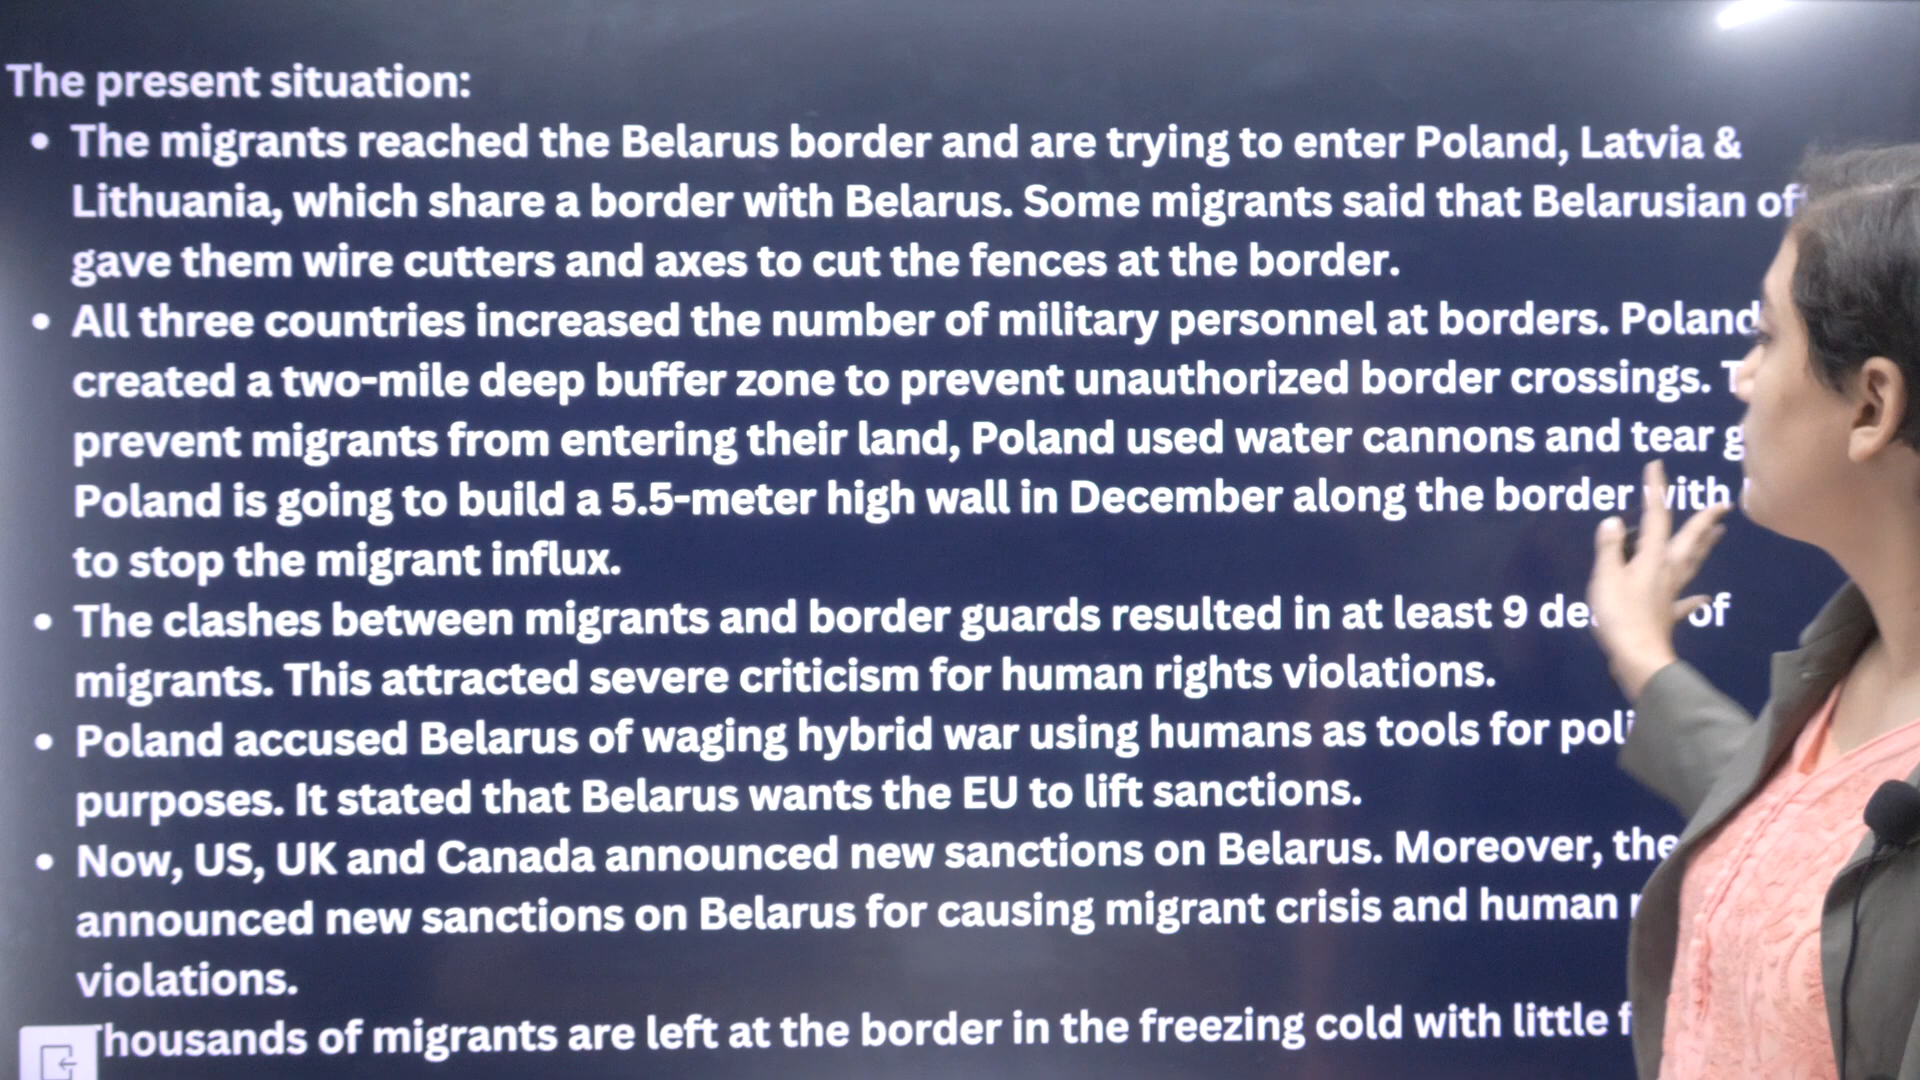 The present situation:
• The migrants reached the Belarus border and are trying to enter Poland, Latvia &
Lithuania, which share a border with Belarus. Some migrants said that Belarusian
gave them wire cutters and axes to cut the fences at the border.
• All three countries increased the number of military personnel at borders. Poland
created a two-mile deep buffer zone to prevent unauthorized border crossings.
prevent migrants from entering their land, Poland used water cannons and tear
Poland is going to build a 5.5-meter high wall in December along the border with
to stop the migrant influx.
• The clashes between migrants and border guards resulted in at least 9 of
migrants. This attracted severe criticism for human rights violations.
• Poland accused Belarus of waging hybrid war using humans as tools for
purposes. It stated that Belarus wants the EU to lift sanctions.
• Now, US, UK and Canada announced new sanctions on Belarus. Moreover, the
announced new sanctions on Belarus for causing migrant crisis and human
violations.
Thousands of migrants are left at the border in the freezing cold with little